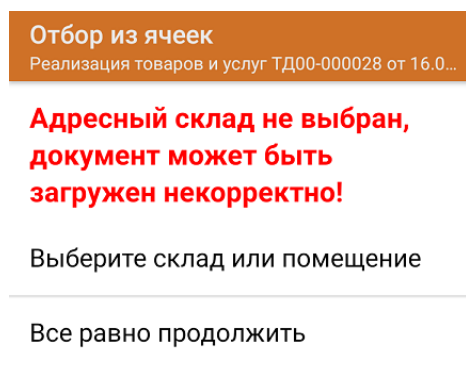 Отбор из ячеек
Реализация товаров и услуг ТД00-000028 от 16.0...
Адресный склад не выбран,
документ может быть
загружен некорректно!
Выберите склад или помещение
Все равно продолжить